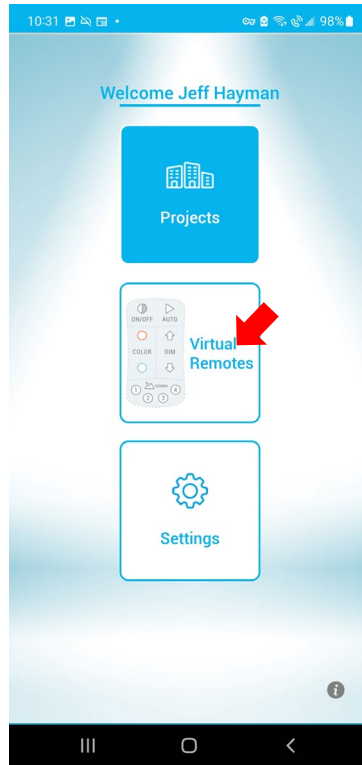 10:31
98%
Welcome Jeff Hayman
Projects
ON/OFF AUTO
COLOR DIM
SCENES
1 4
2 3
Virtual
Remotes
Settings
i